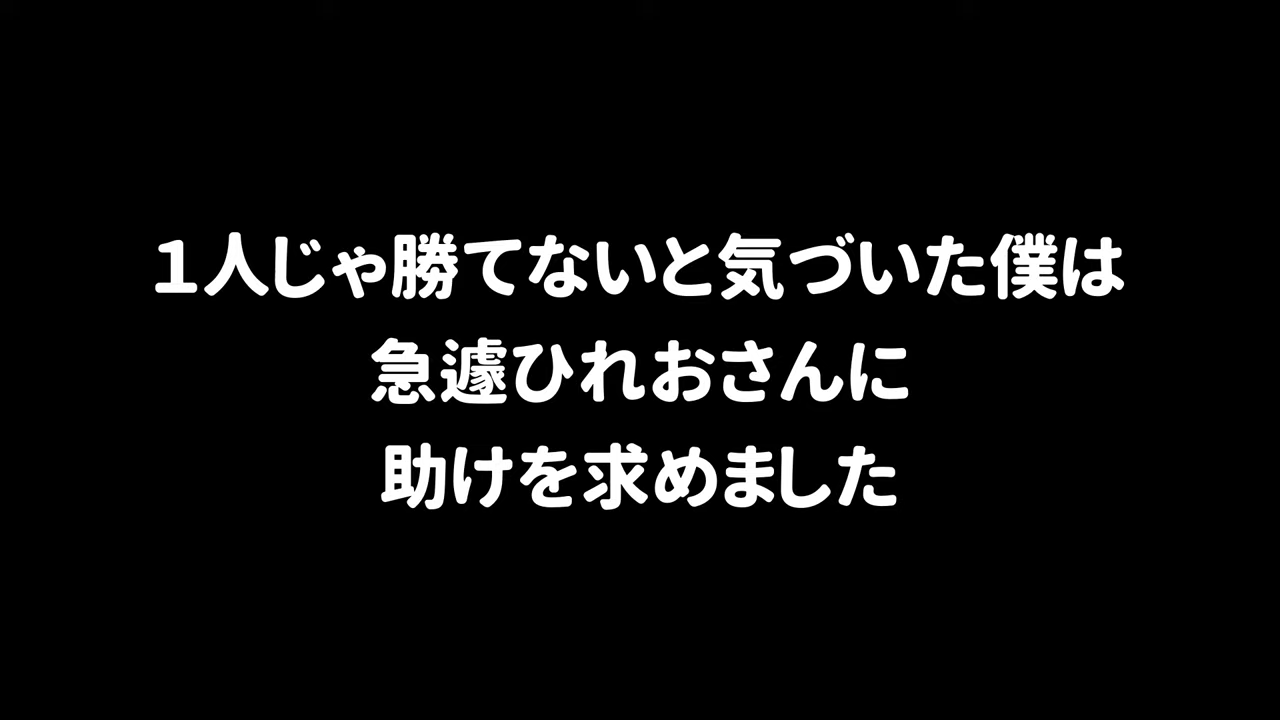 1人じゃ勝てないと気づいた僕は
急遽ひれおさんに
助けを求めました